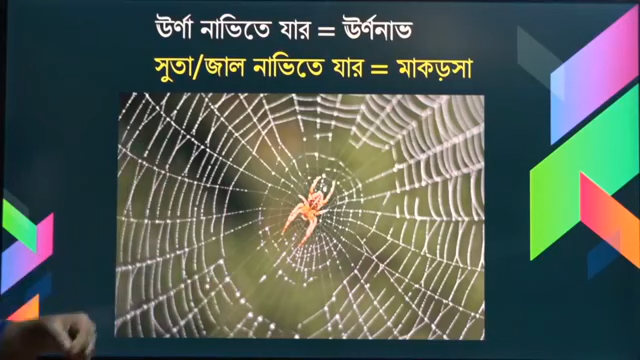 ঊর্ণা নাভিতে যার = ঊর্ণনাভ
সুতা/জাল নাভিতে যার = মাকড়সা